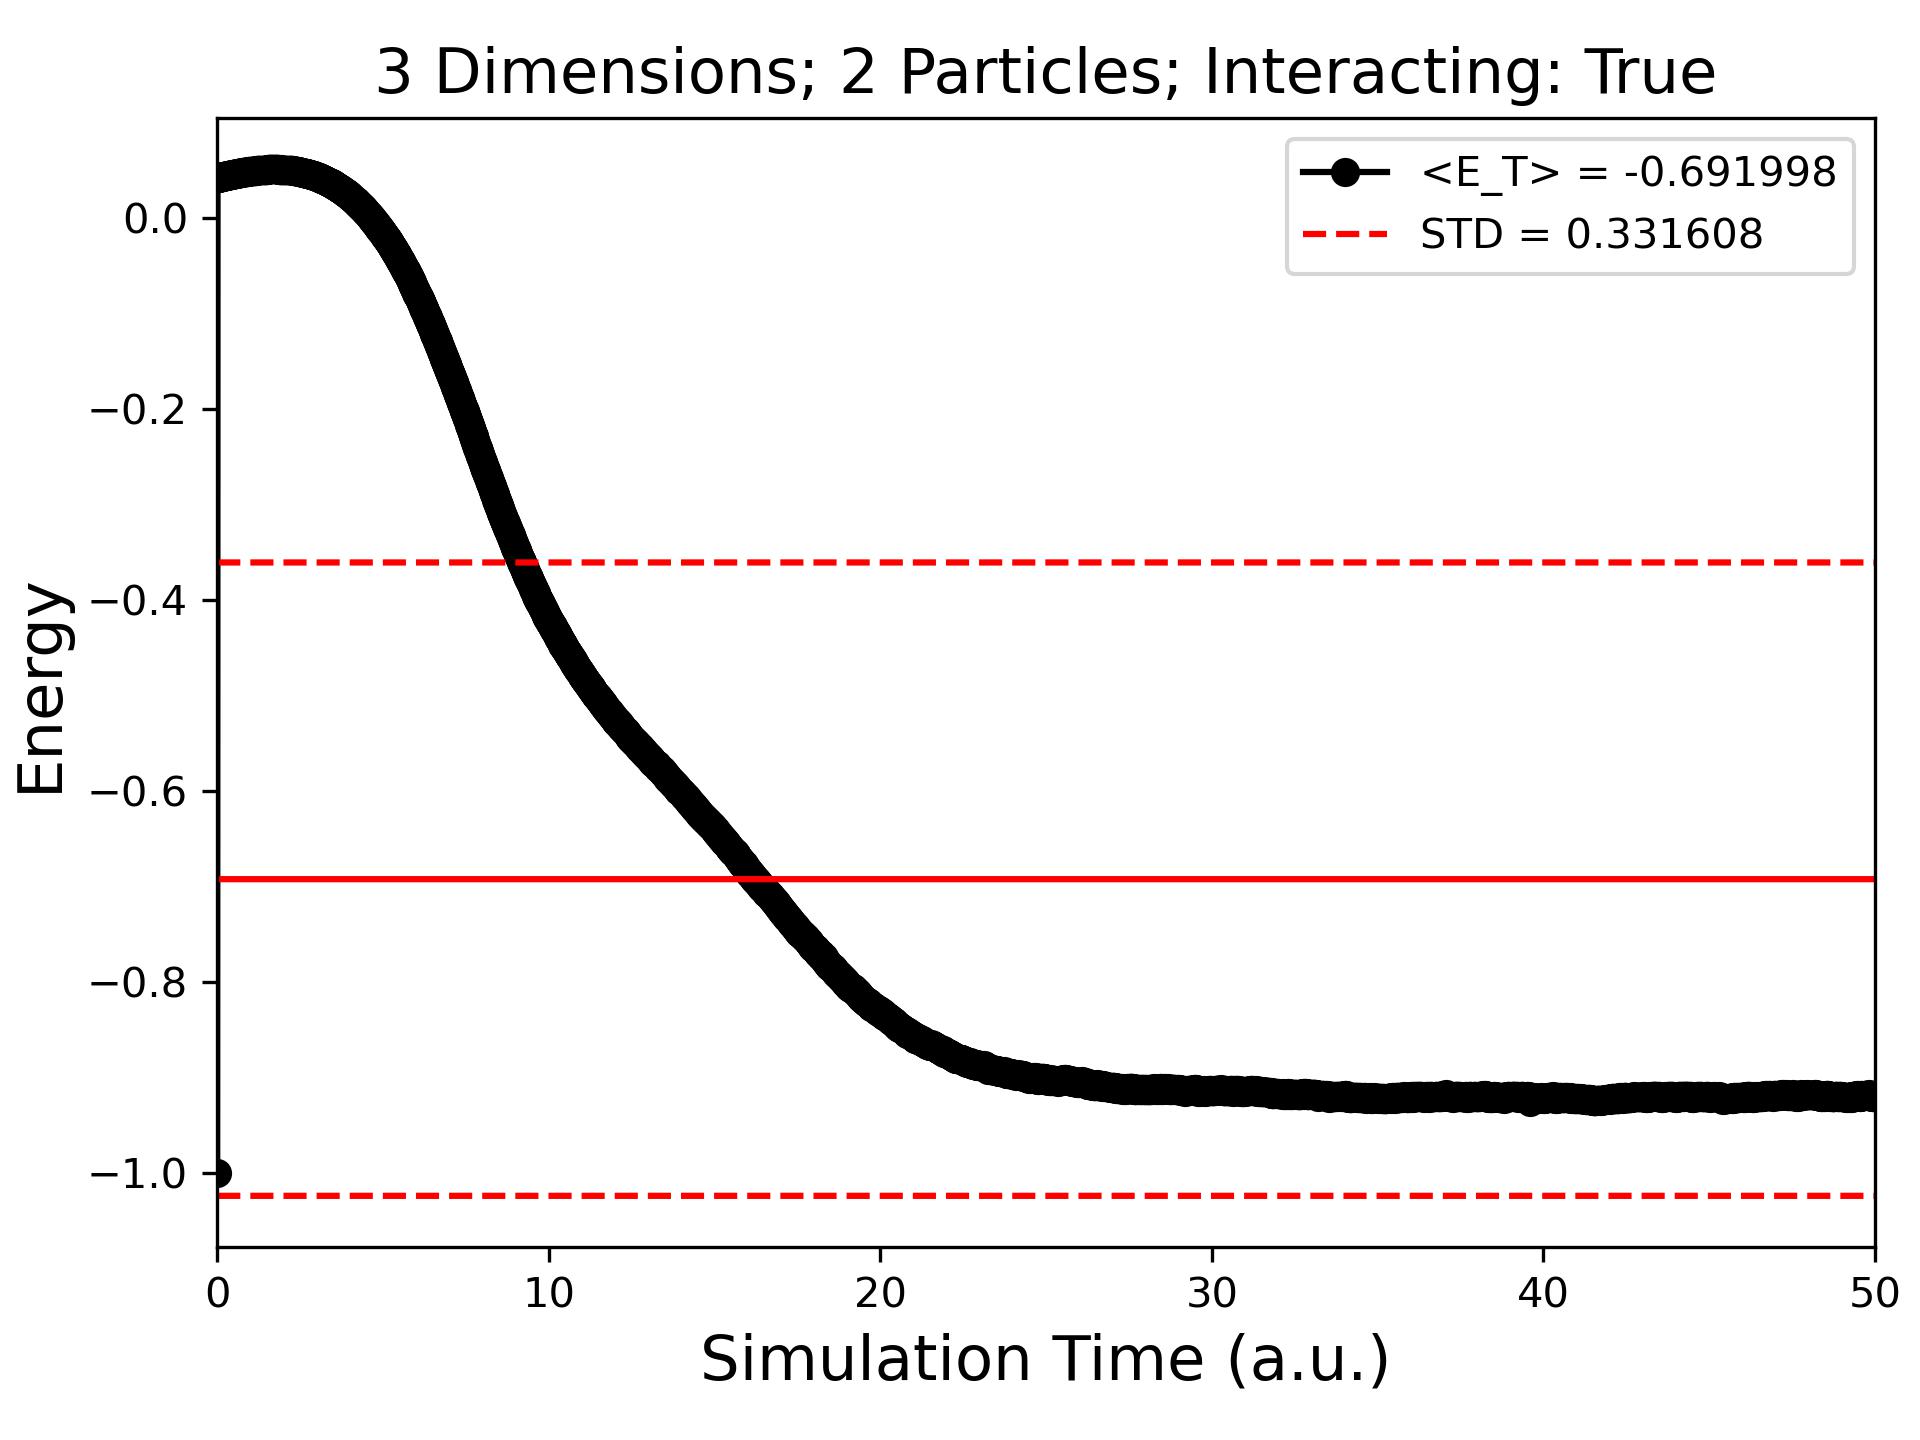 3 Dimensions; 2 Particles; Interacting: True
<E_T> = -0.691998
STD = 0.331608
Energy
0.0
−0.2
−0.4
−0.6
−0.8
−1.0
0 10 20 30 40 50
Simulation Time (a.u.)